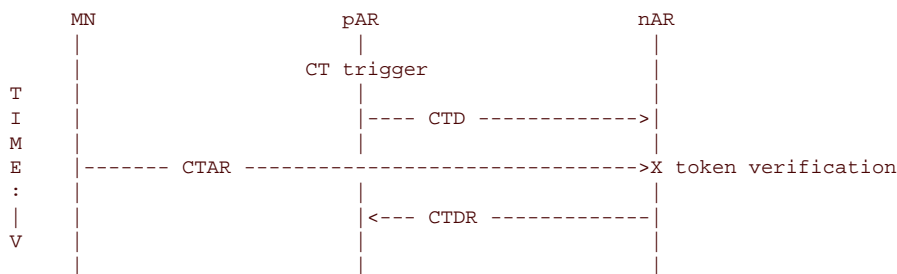 MN                  pAR                 nAR
      |                   |                   |
      |               CT trigger              |
T     |                   |                   |
I     |                   |---- CTD --------->|
M     |                   |                   |
E     |------- CTAR ------------------------->X token verification
:     |                   |                   |
|     |                   |<--- CTDR ---------|
V     |                   |                   |
      |                   |                   |